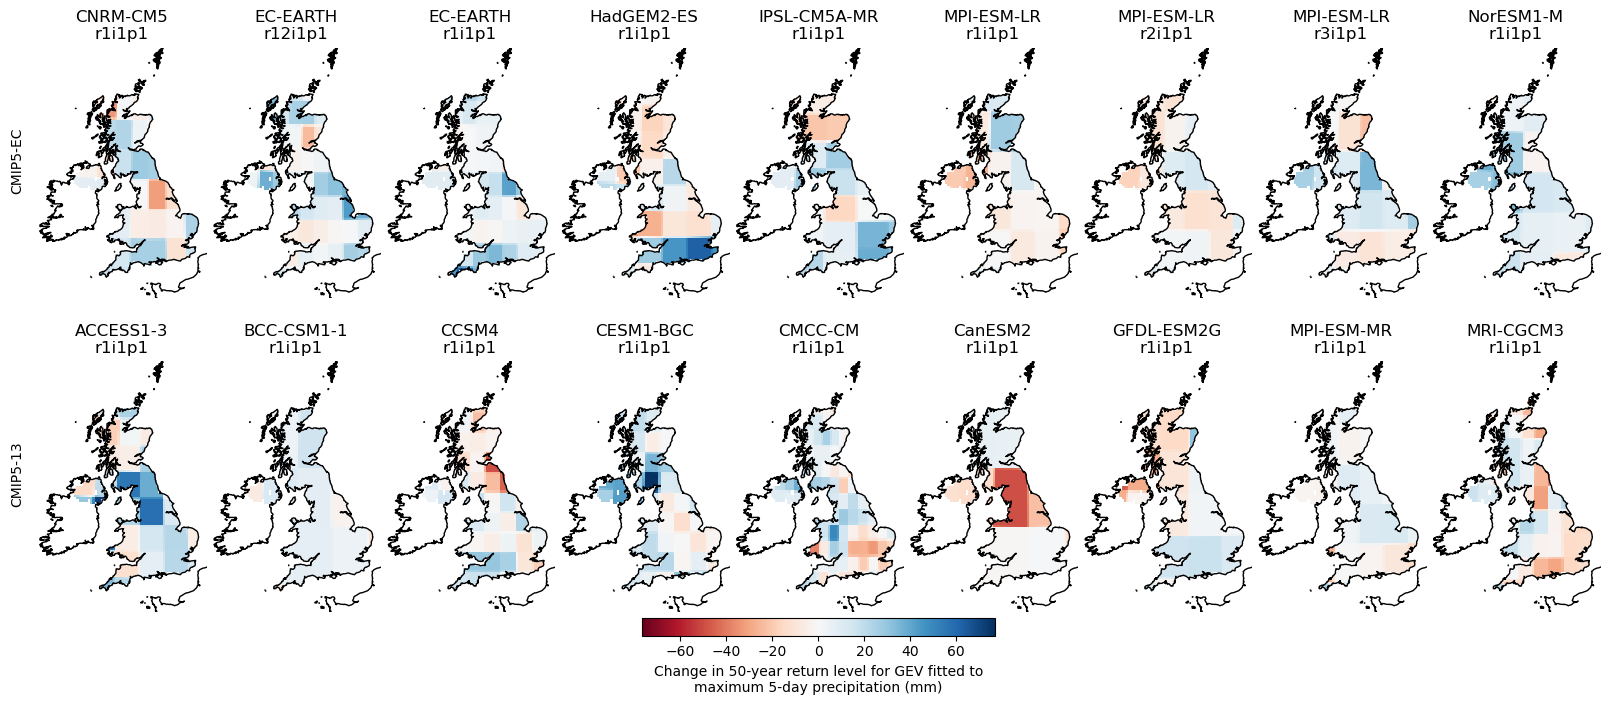 CNRM-CM5 EC-EARTH EC-EARTH HadGEM2-ES IPSL-CM5A-MR MPI-ESM-LR MPI-ESM-LR MPI-ESM-LR NorESM1-M
r1i1p1 r12i1p1 r1i1p1 r1i1p1 r1i1p1 r1i1p1 r2i1p1 r3i1p1 r1i1p1
CMIP5-EC
ACCESS1-3 BCC-CSM1-1 CCSM4 CESM1-BGC CMCC-CM CanESM2 GFDL-ESM2G MPI-ESM-MR MRI-CGCM3
r1i1p1 r1i1p1 r1i1p1 r1i1p1 r1i1p1 r1i1p1 r1i1p1 r1i1p1 r1i1p1
CMIP5-13
−60 −40 −20 0 20 40 60
Change in 50-year return level for GEV fitted to
maximum 5-day precipitation (mm)